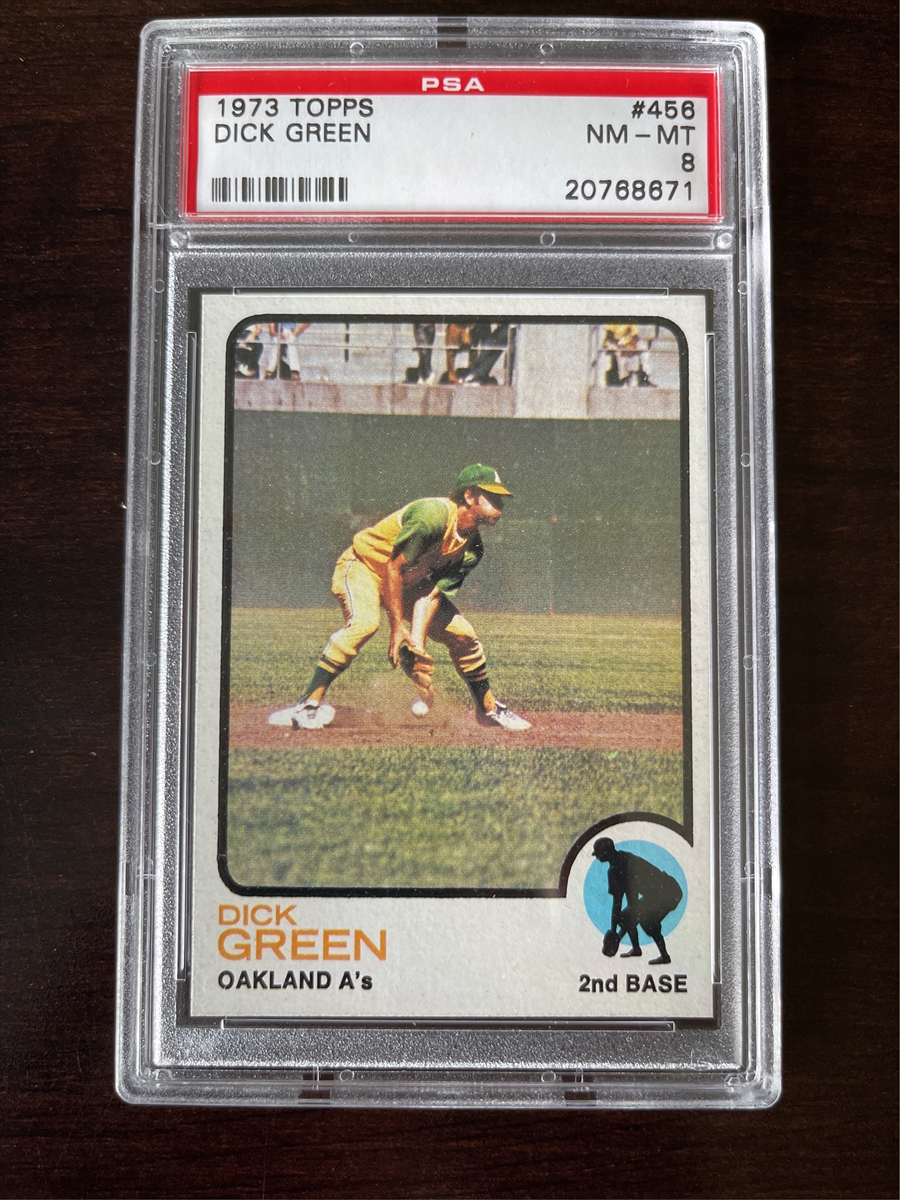 PSA
1973 TOPPS #456
DICK GREEN NM - MT
8
20768671
DICK
GREEN
OAKLAND A's 2nd BASE